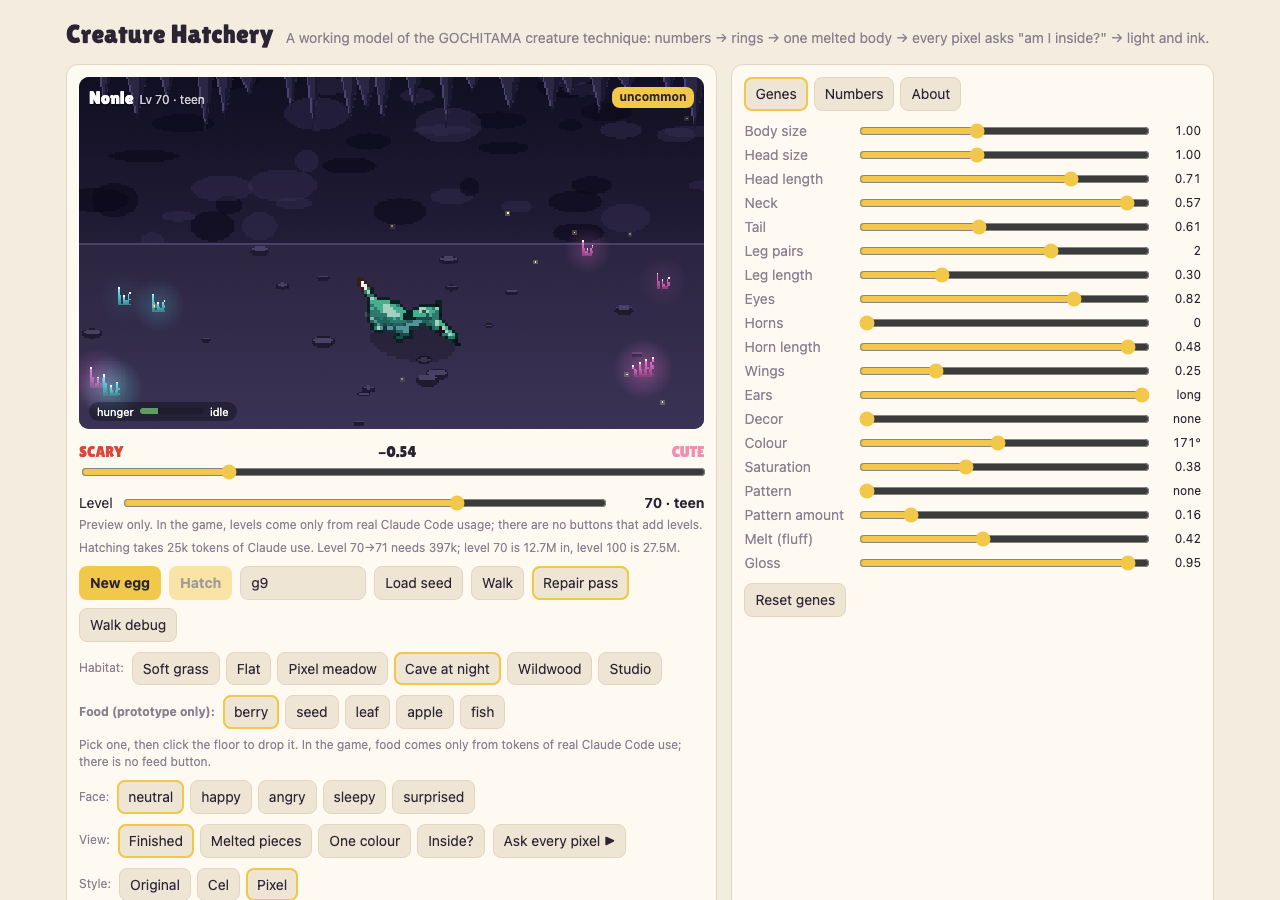 Creature Hatchery A working model of the GOCHITAMA creature technique: numbers → rings → one melted body → every pixel asks "am I inside?" → light and ink.
Nonle Lv 70 · teen uncommon
hunger idle
SCARY −0.54 CUTE
Level 70 · teen
Preview only. In the game, levels come only from real Claude Code usage; there are no buttons that add levels.
Hatching takes 25k tokens of Claude use. Level 70→71 needs 397k; level 70 is 12.7M in, level 100 is 27.5M.
New egg Hatch g9 Load seed Walk Repair pass
Walk debug
Habitat: Soft grass Flat Pixel meadow Cave at night Wildwood Studio
Food (prototype only): berry seed leaf apple fish
Pick one, then click the floor to drop it. In the game, food comes only from tokens of real Claude Code use;
there is no feed button.
Face: neutral happy angry sleepy surprised
View: Finished Melted pieces One colour Inside? Ask every pixel ▶
Style: Original Cel Pixel
Genes Numbers About
Body size 1.00
Head size 1.00
Head length 0.71
Neck 0.57
Tail 0.61
Leg pairs 2
Leg length 0.30
Eyes 0.82
Horns 0
Horn length 0.48
Wings 0.25
Ears long
Decor none
Colour 171°
Saturation 0.38
Pattern none
Pattern amount 0.16
Melt (fluff) 0.42
Gloss 0.95
Reset genes